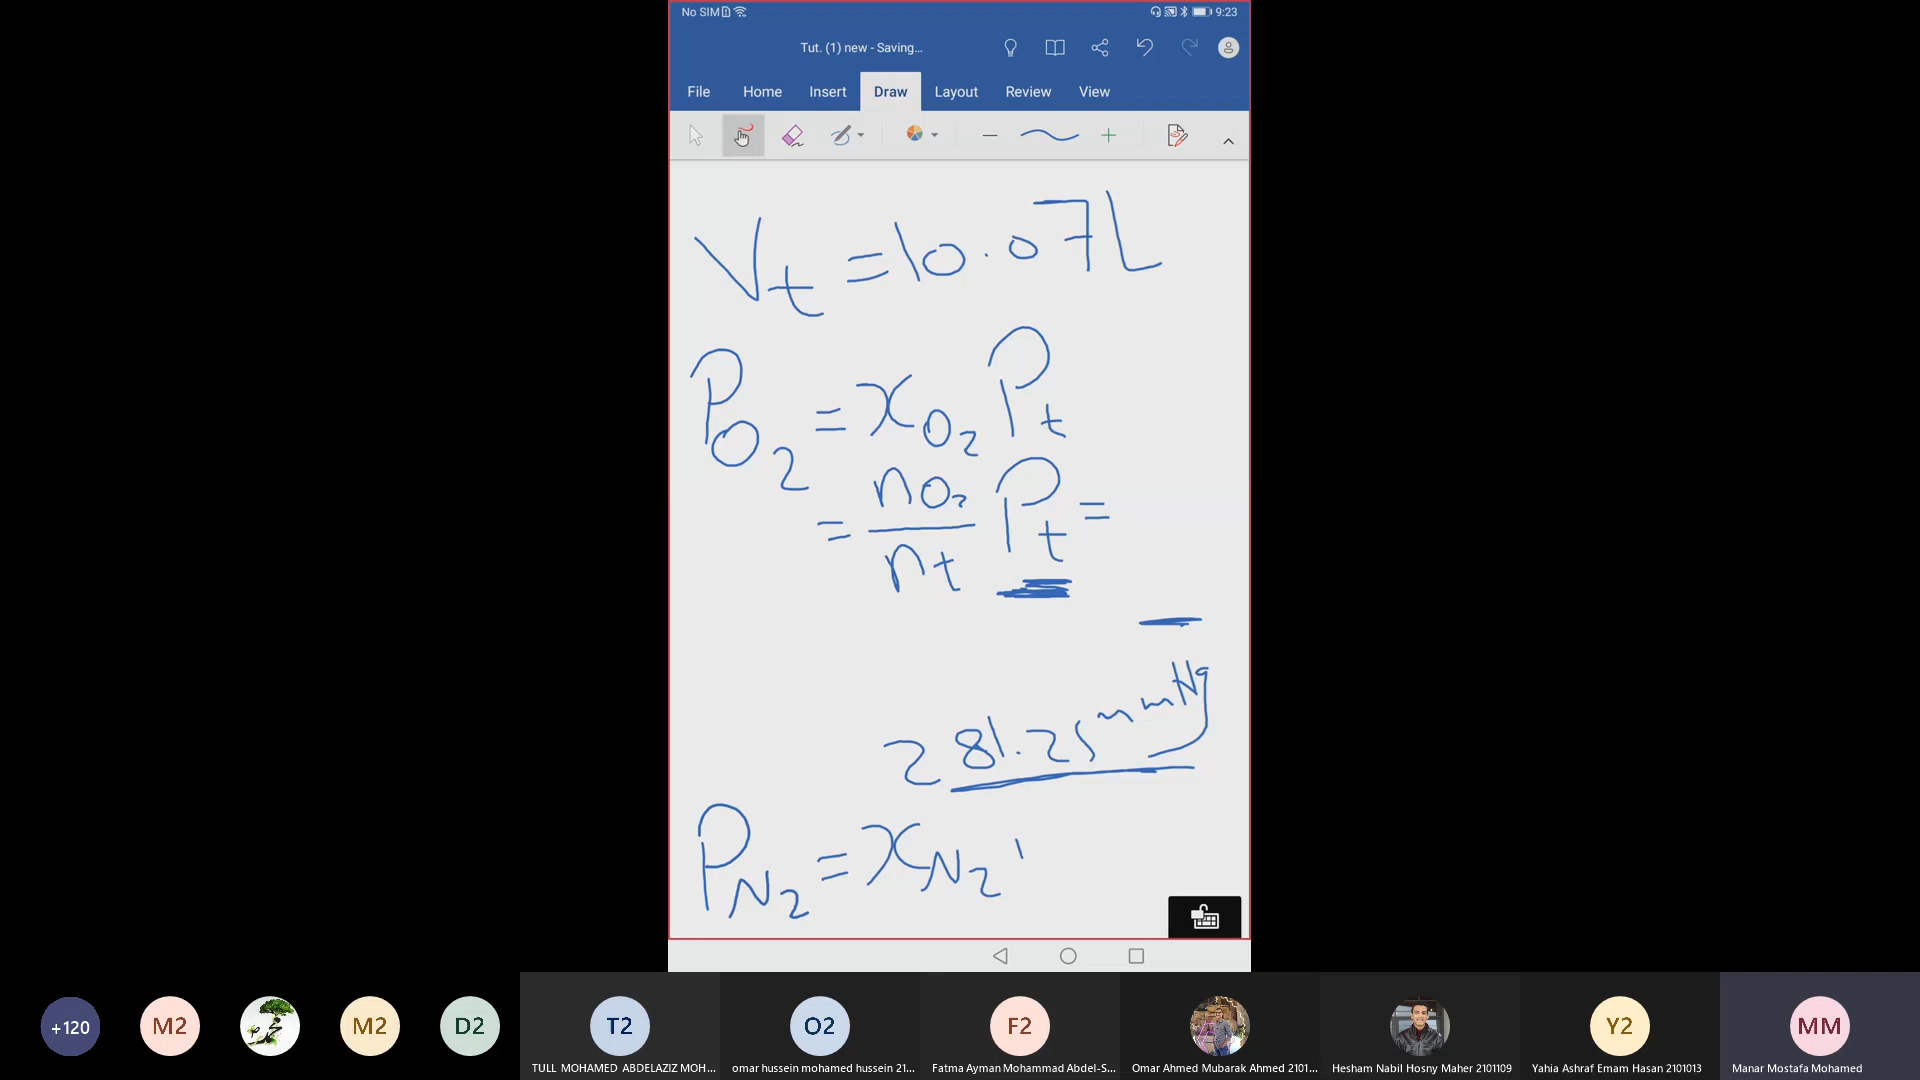 No SIM 9:23
Tut. (1) new - Saving...
File Home Insert Draw Layout Review View
Vt = 10.07L
PO2 = xO2 Pt
= nO2 / nt Pt =
281.25 mmHg
PN2 = xN2
+120 M2 M2 D2 T2 O2 F2 Y2 MM
TULL MOHAMED ABDELAZIZ MOH... omar hussein mohamed hussein 21... Fatma Ayman Mohammad Abdel-S... Omar Ahmed Mubarak Ahmed 2101... Hesham Nabil Hosny Maher 2101109 Yahia Ashraf Emam Hasan 2101013 Manar Mostafa Mohamed